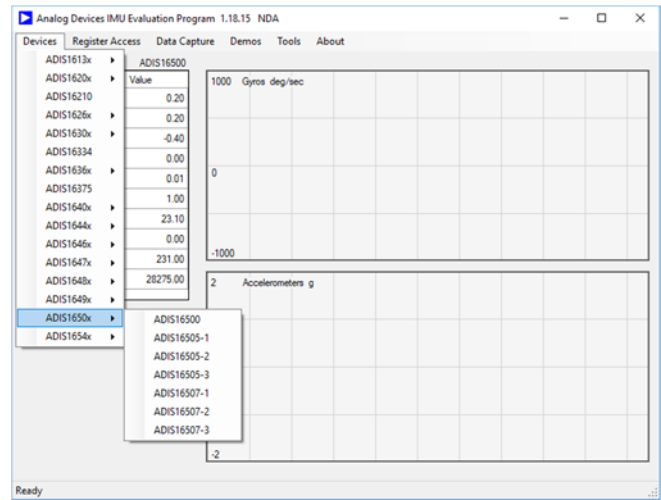 Analog Devices IMU Evaluation Program 1.18.15 NDA
Devices Register Access Data Capture Demos Tools About
ADIS16500
Value
0.20
0.20
-0.40
0.00
0.01
1.00
23.10
0.00
231.00
28275.00
ADIS1613x
ADIS1620x
ADIS16210
ADIS1626x
ADIS1630x
ADIS16334
ADIS1636x
ADIS16375
ADIS1640x
ADIS1644x
ADIS1646x
ADIS1647x
ADIS1648x
ADIS1649x
ADIS1650x
ADIS1654x
ADIS16500
ADIS16505-1
ADIS16505-2
ADIS16505-3
ADIS16507-1
ADIS16507-2
ADIS16507-3
1000 Gyros deg/sec
0
-1000
2 Accelerometers g
-2
Ready